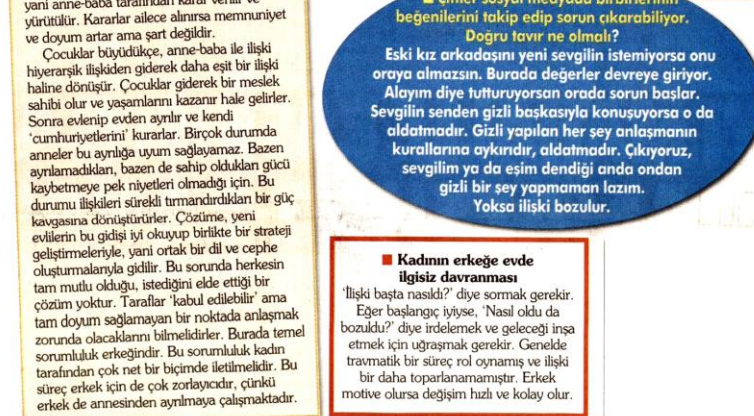 yani anne-baba tarafından karar verilir ve
yürütülür. Kararlar ailece alınırsa memnuniyet
ve doyum artar ama şart değildir.
Çocuklar büyüdükçe, anne-baba ile ilişki
hiyerarşik ilişkiden giderek daha eşit bir ilişki
haline dönüşür. Çocuklar giderek bir meslek
sahibi olur ve yaşamlarını kazanır hale gelirler.
Sonra evlenip evden ayrılır ve kendi
‘cumhuriyetlerini’ kurarlar. Birçok durumda
anneler bu ayrılığa uyum sağlayamaz. Bazen
ayrılamadıkları, bazen de sahip oldukları gücü
kaybetmeye pek niyetleri olmadığı için. Bu
durumu ilişkileri sürekli tırmandırdıkları bir güç
kavgasına dönüştürürler. Çözüme, yeni
evlilerin bu gidişi iyi okuyup birlikte bir strateji
geliştirmeleriyle, yani ortak bir dil ve cephe
oluşturmalarıyla gidilir. Bu sorunda herkesin
tam mutlu olduğu, istediğini elde ettiği bir
çözüm yoktur. Taraflar ‘kabul edilebilir’ ama
tam doyum sağlamayan bir noktada anlaşmak
zorunda olacaklarını bilmelidirler. Burada temel
sorumluluk erkeğindir. Bu sorumluluk kadın
tarafından çok net bir biçimde iletilmelidir. Bu
süreç erkek için de çok zorlayıcıdır, çünkü
erkek de annesinden ayrılmaya çalışmaktadır.
sosyal medyada birbirlerinin
beğenilerini takip edip sorun çıkarabiliyor.
Doğru tavır ne olmalı?
Eski kız arkadaşını yeni sevgilin istemiyorsa onu
oraya almazsın. Burada değerler devreye giriyor.
Alayım diye tutturuyorsan orada sorun başlar.
Sevgilin senden gizli başkasıyla konuşuyorsa o da
aldatmadır. Gizli yapılan her şey anlaşmanın
kurallarına aykırıdır, aldatmadır. Çıkıyoruz,
sevgilim ya da eşim dendiği anda ondan
gizli bir şey yapmaman lazım.
Yoksa ilişki bozulur.
■ Kadının erkeğe evde
ilgisiz davranması
‘İlişki başta nasıldı?’ diye sormak gerekir.
Eğer başlangıç iyiyse, ‘Nasıl oldu da
bozuldu?’ diye irdelemek ve geleceği inşa
etmek için uğraşmak gerekir. Genelde
travmatik bir süreç rol oynamış ve ilişki
bir daha toparlanamamıştır. Erkek
motive olursa değişim hızlı ve kolay olur.